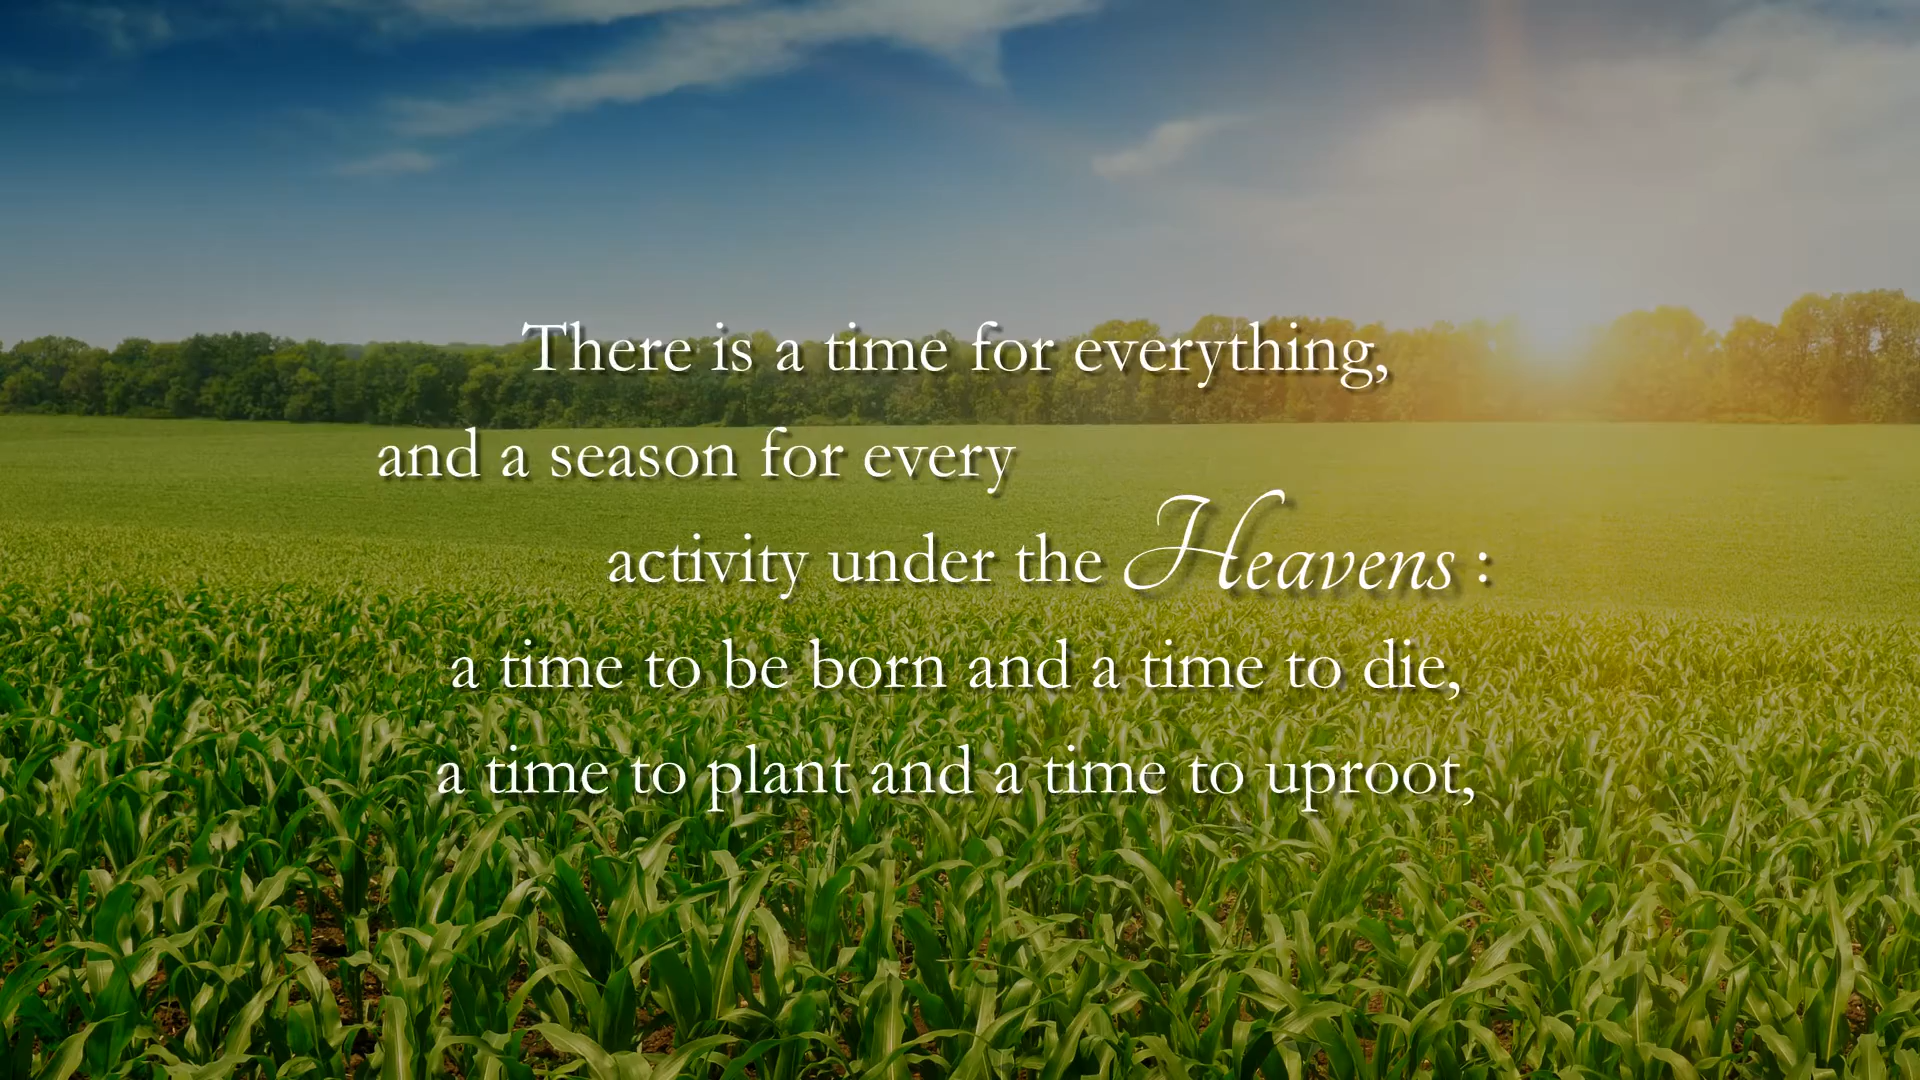 There is a time for everything,
and a season for every
activity under the Heavens :
a time to be born and a time to die,
a time to plant and a time to uproot,